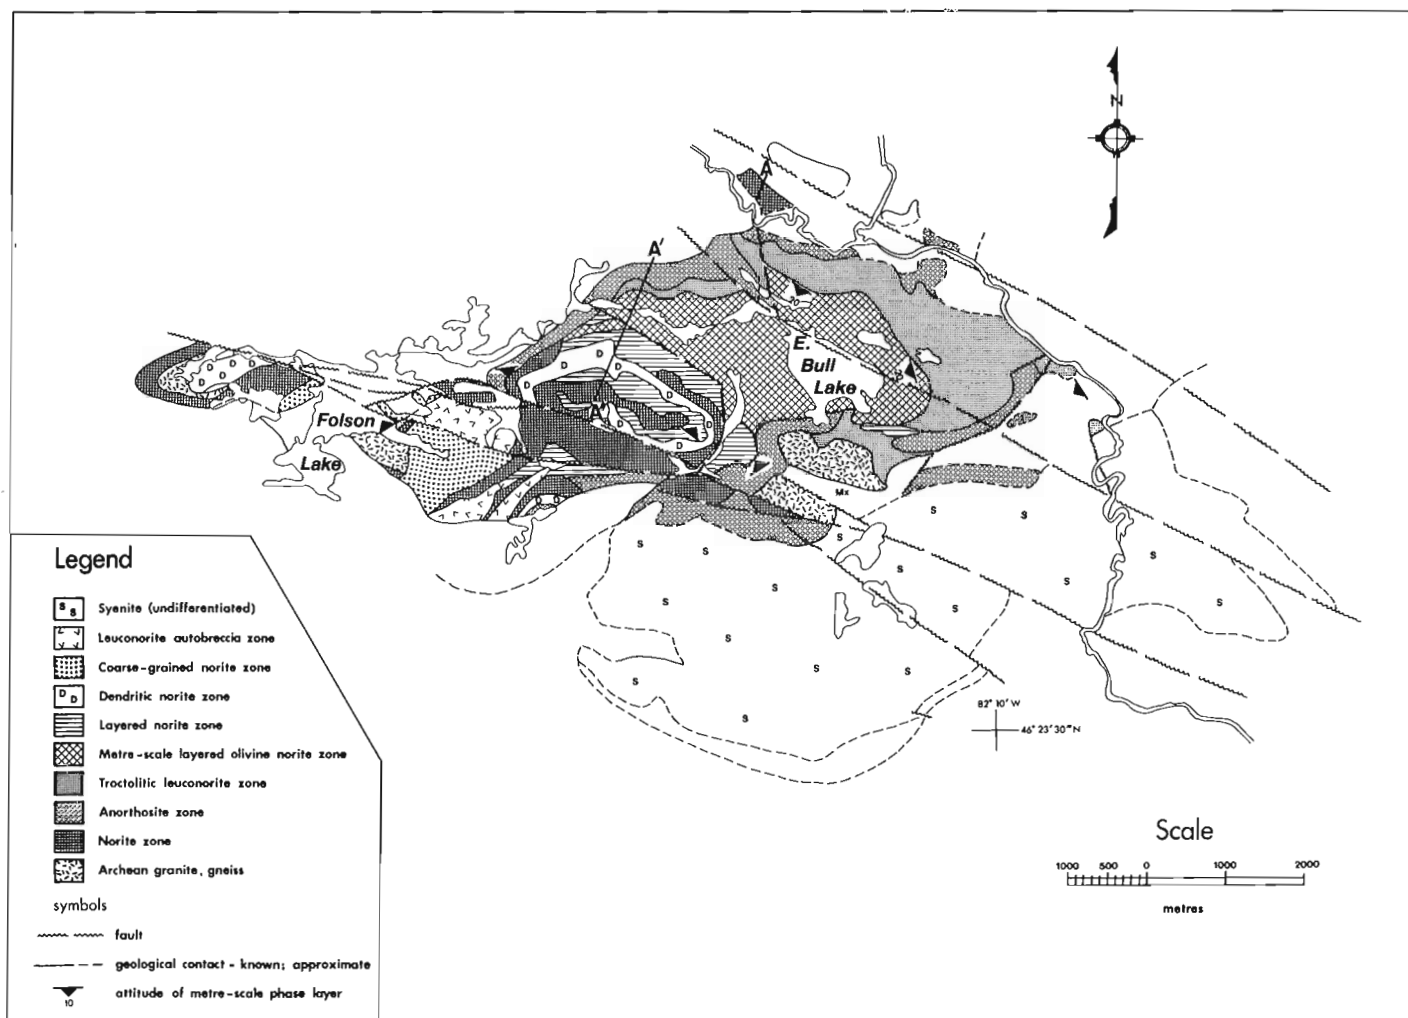 N
A
A'
20
E.
Bull
Lake
D D
D
D D
D
D
D
D
D
D
D
D
D
A"
Folson
Lake
Mx
S S
S
S S
S
S
S
S
S
S
S
S
S
S
S
82° 10' W
46° 23' 30" N
Legend
S S Syenite (undifferentiated)
Leuconorite autobreccia zone
Coarse-grained norite zone
D D Dendritic norite zone
Layered norite zone
Metre-scale layered olivine norite zone
Troctolitic leuconorite zone
Anorthosite zone
Norite zone
Archean granite, gneiss
symbols
fault
geological contact - known; approximate
10 attitude of metre-scale phase layer
Scale
1000 500 0 1000 2000
metres